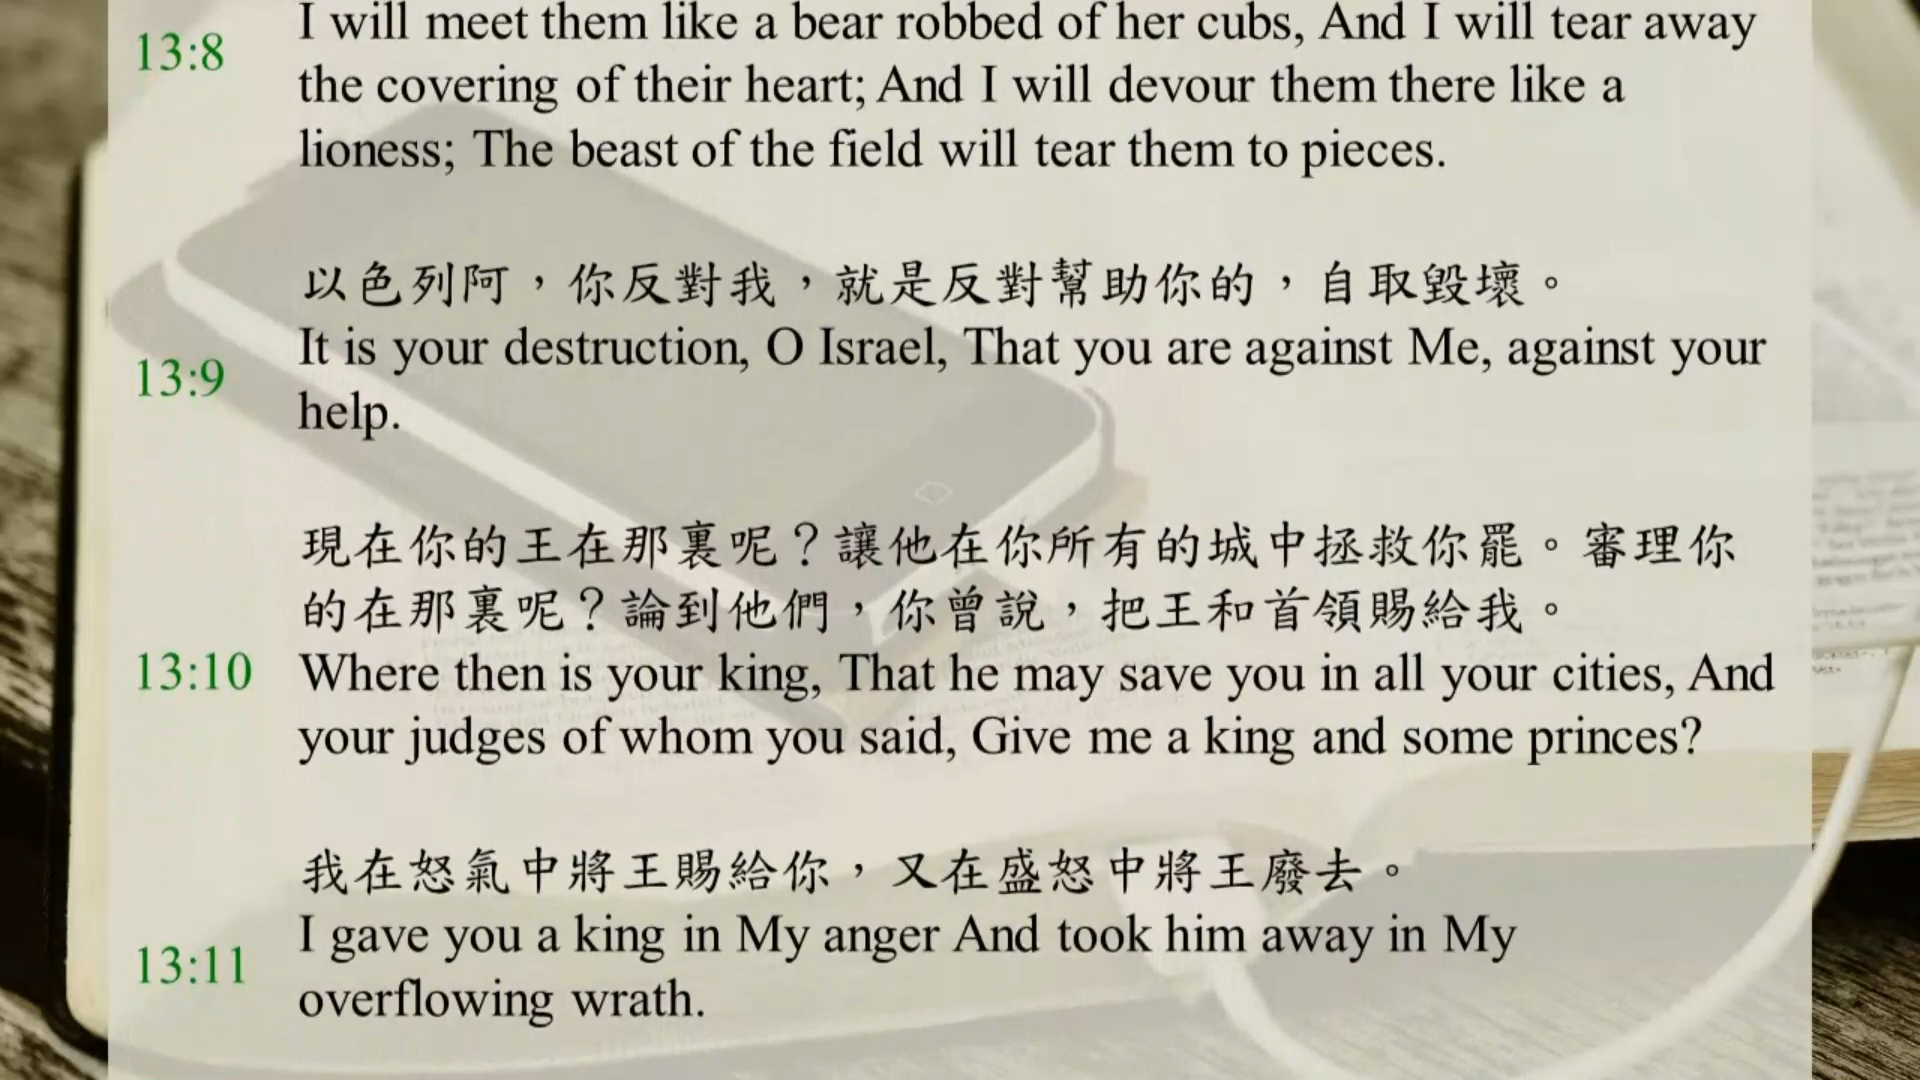 13:8
I will meet them like a bear robbed of her cubs, And I will tear away
the covering of their heart; And I will devour them there like a
lioness; The beast of the field will tear them to pieces.
以色列阿，你反對我，就是反對幫助你的，自取毀壞。
It is your destruction, O Israel, That you are against Me, against your
13:9
help.
現在你的王在那裏呢？讓他在你所有的城中拯救你罷。審理你
的在那裏呢？論到他們，你曾說，把王和首領賜給我。
13:10
Where then is your king, That he may save you in all your cities, And
your judges of whom you said, Give me a king and some princes?
我在怒氣中將王賜給你，又在盛怒中將王廢去。
I gave you a king in My anger And took him away in My
13:11
overflowing wrath.